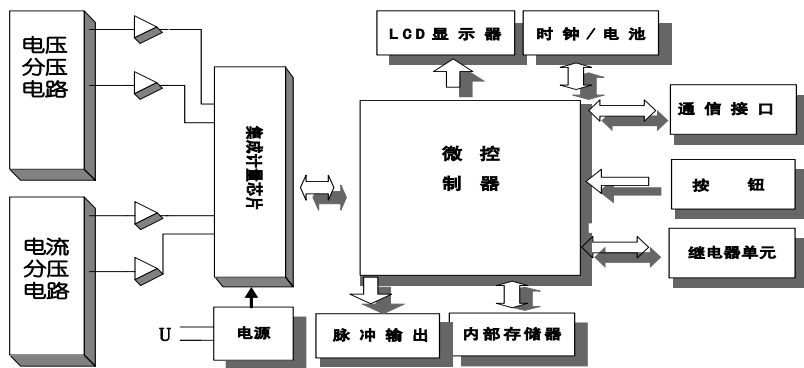 电压
分压
电路
电流
分压
电路
集成计量芯片
U
电源
LCD显示器
时钟/电池
微控
制器
通信接口
按钮
继电器单元
脉冲输出
内部存储器